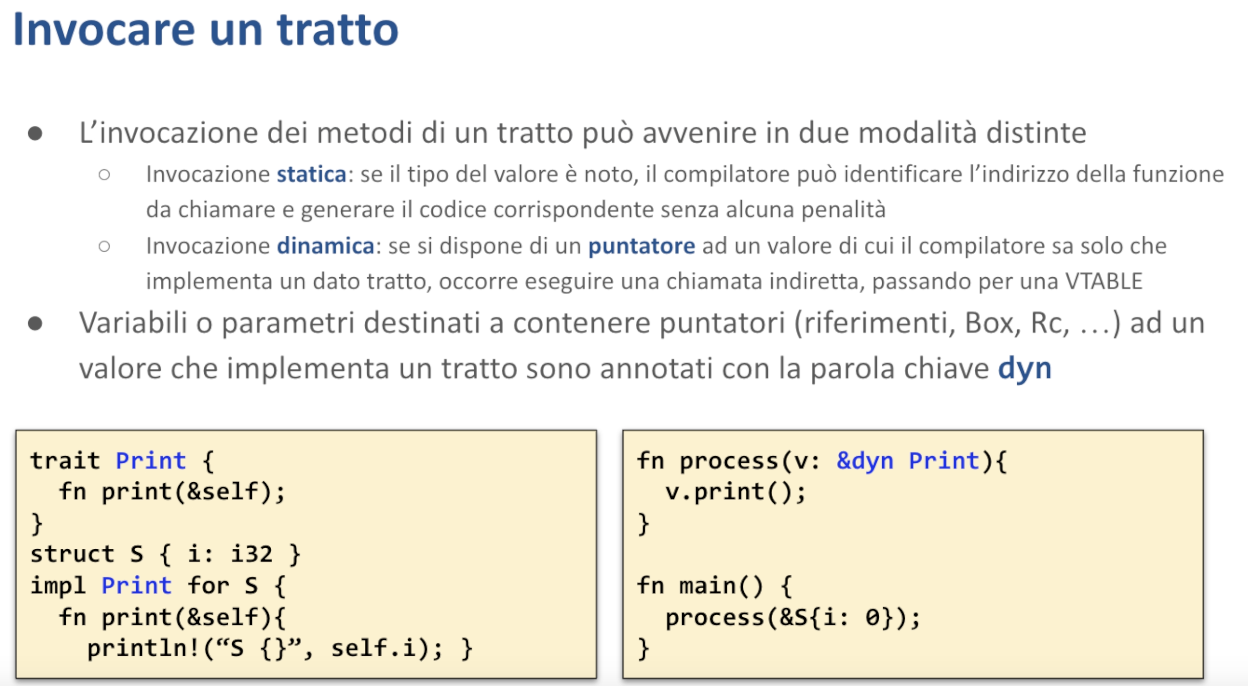 Invocare un tratto
● L’invocazione dei metodi di un tratto può avvenire in due modalità distinte
○ Invocazione statica: se il tipo del valore è noto, il compilatore può identificare l’indirizzo della funzione
da chiamare e generare il codice corrispondente senza alcuna penalità
○ Invocazione dinamica: se si dispone di un puntatore ad un valore di cui il compilatore sa solo che
implementa un dato tratto, occorre eseguire una chiamata indiretta, passando per una VTABLE
● Variabili o parametri destinati a contenere puntatori (riferimenti, Box, Rc, …) ad un
valore che implementa un tratto sono annotati con la parola chiave dyn
trait Print {
  fn print(&self);
}
struct S { i: i32 }
impl Print for S {
  fn print(&self){
    println!(“S {}”, self.i); }
fn process(v: &dyn Print){
  v.print();
}

fn main() {
  process(&S{i: 0});
}